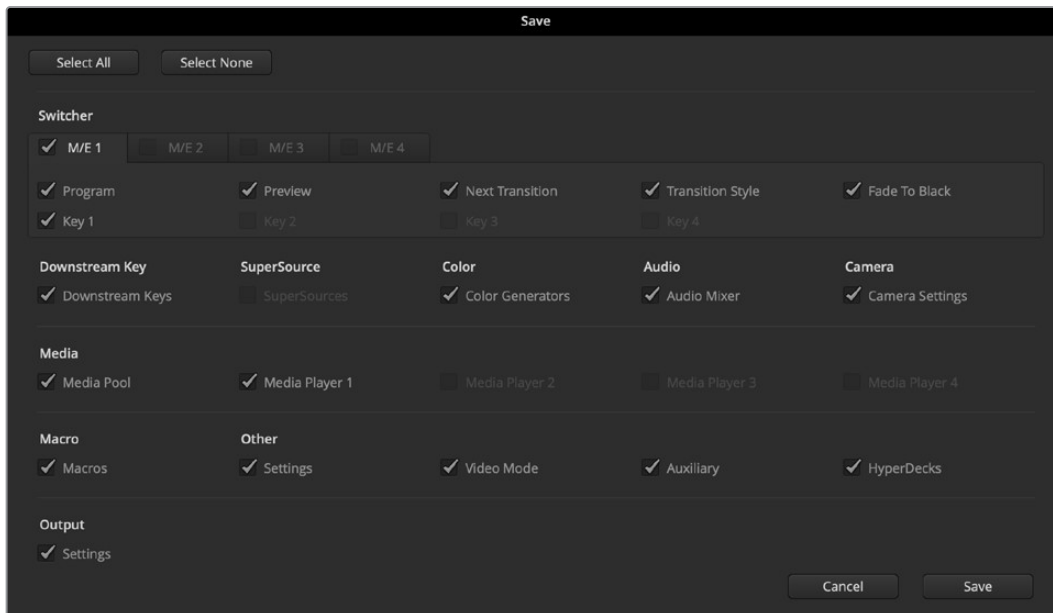 Save
Select All Select None
Switcher
M/E 1 M/E 2 M/E 3 M/E 4
Program Preview Next Transition Transition Style Fade To Black
Key 1 Key 2 Key 3 Key 4
Downstream Key SuperSource Color Audio Camera
Downstream Keys SuperSources Color Generators Audio Mixer Camera Settings
Media
Media Pool Media Player 1 Media Player 2 Media Player 3 Media Player 4
Macro Other
Macros Settings Video Mode Auxiliary HyperDecks
Output
Settings
Cancel Save